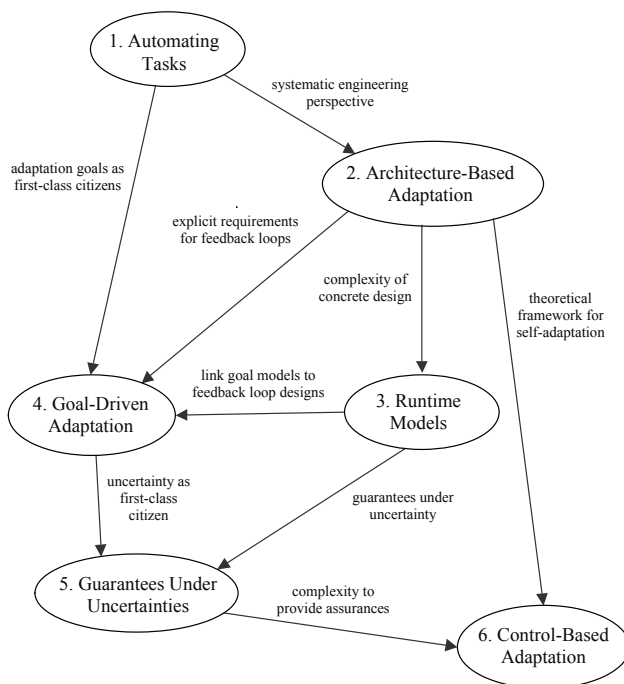 1. Automating
Tasks
systematic engineering
perspective
adaptation goals as
first-class citizens
2. Architecture-Based
Adaptation
.
explicit requirements
for feedback loops
complexity of
concrete design
theoretical
framework for
self-adaptation
link goal models to
feedback loop designs
4. Goal-Driven
Adaptation
3. Runtime
Models
uncertainty as
first-class
citizen
guarantees under
uncertainty
5. Guarantees Under
Uncertainties
complexity to
provide assurances
6. Control-Based
Adaptation